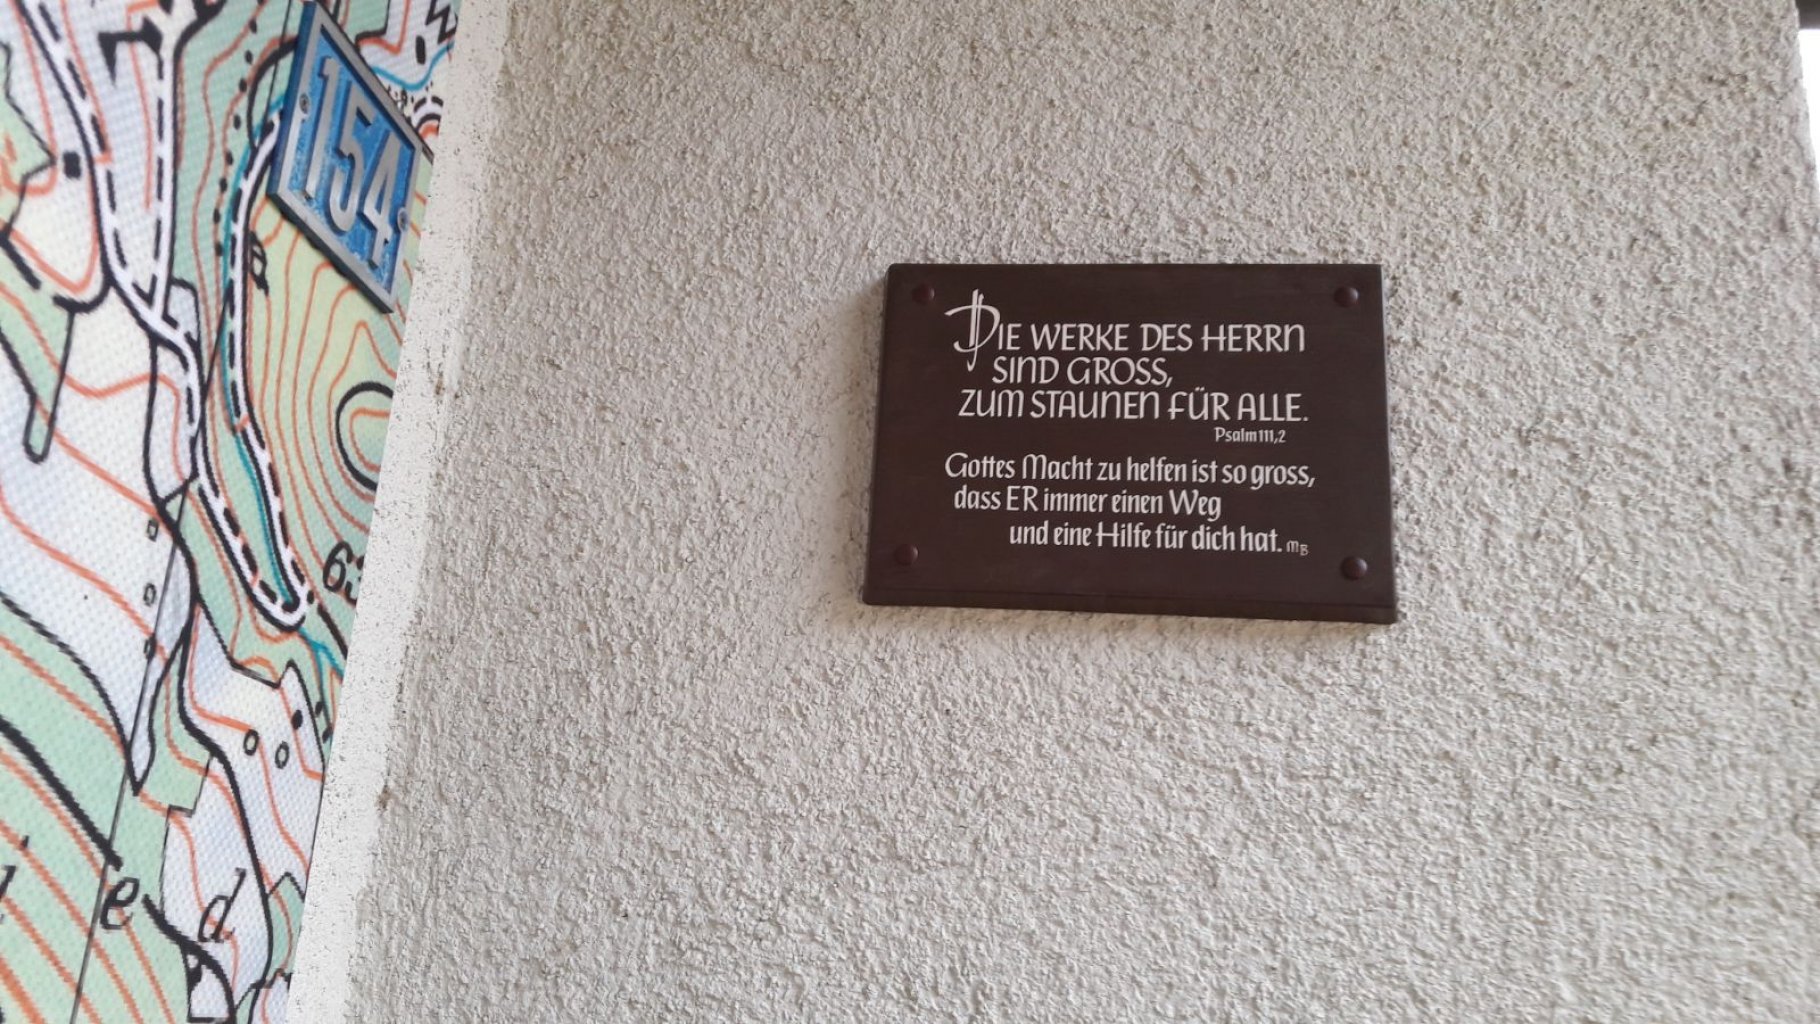 154
DIE WERKE DES HERRN
SIND GROSS,
ZUM STAUNEN FÜR ALLE.
Psalm 111,2
Gottes Macht zu helfen ist so gross,
dass ER immer einen Weg
und eine Hilfe für dich hat. MB
a
e d